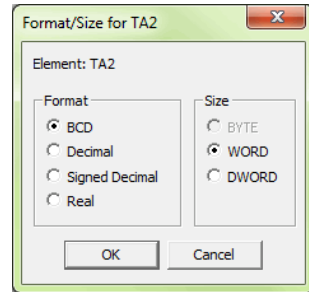 Format/Size for TA2
Element: TA2
Format
BCD
Decimal
Signed Decimal
Real
Size
BYTE
WORD
DWORD
OK
Cancel